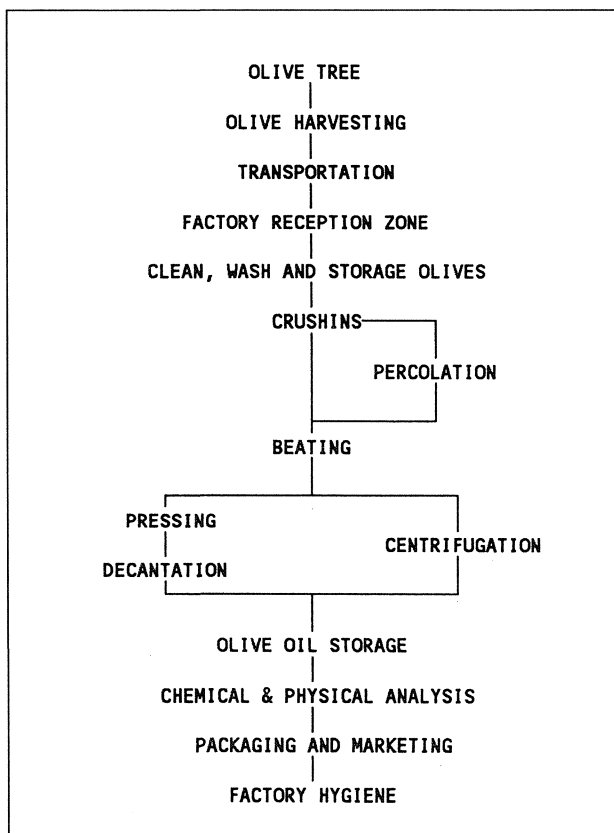 OLIVE TREE
OLIVE HARVESTING
TRANSPORTATION
FACTORY RECEPTION ZONE
CLEAN, WASH AND STORAGE OLIVES
CRUSHINS
PERCOLATION
BEATING
PRESSING
CENTRIFUGATION
DECANTATION
OLIVE OIL STORAGE
CHEMICAL & PHYSICAL ANALYSIS
PACKAGING AND MARKETING
FACTORY HYGIENE